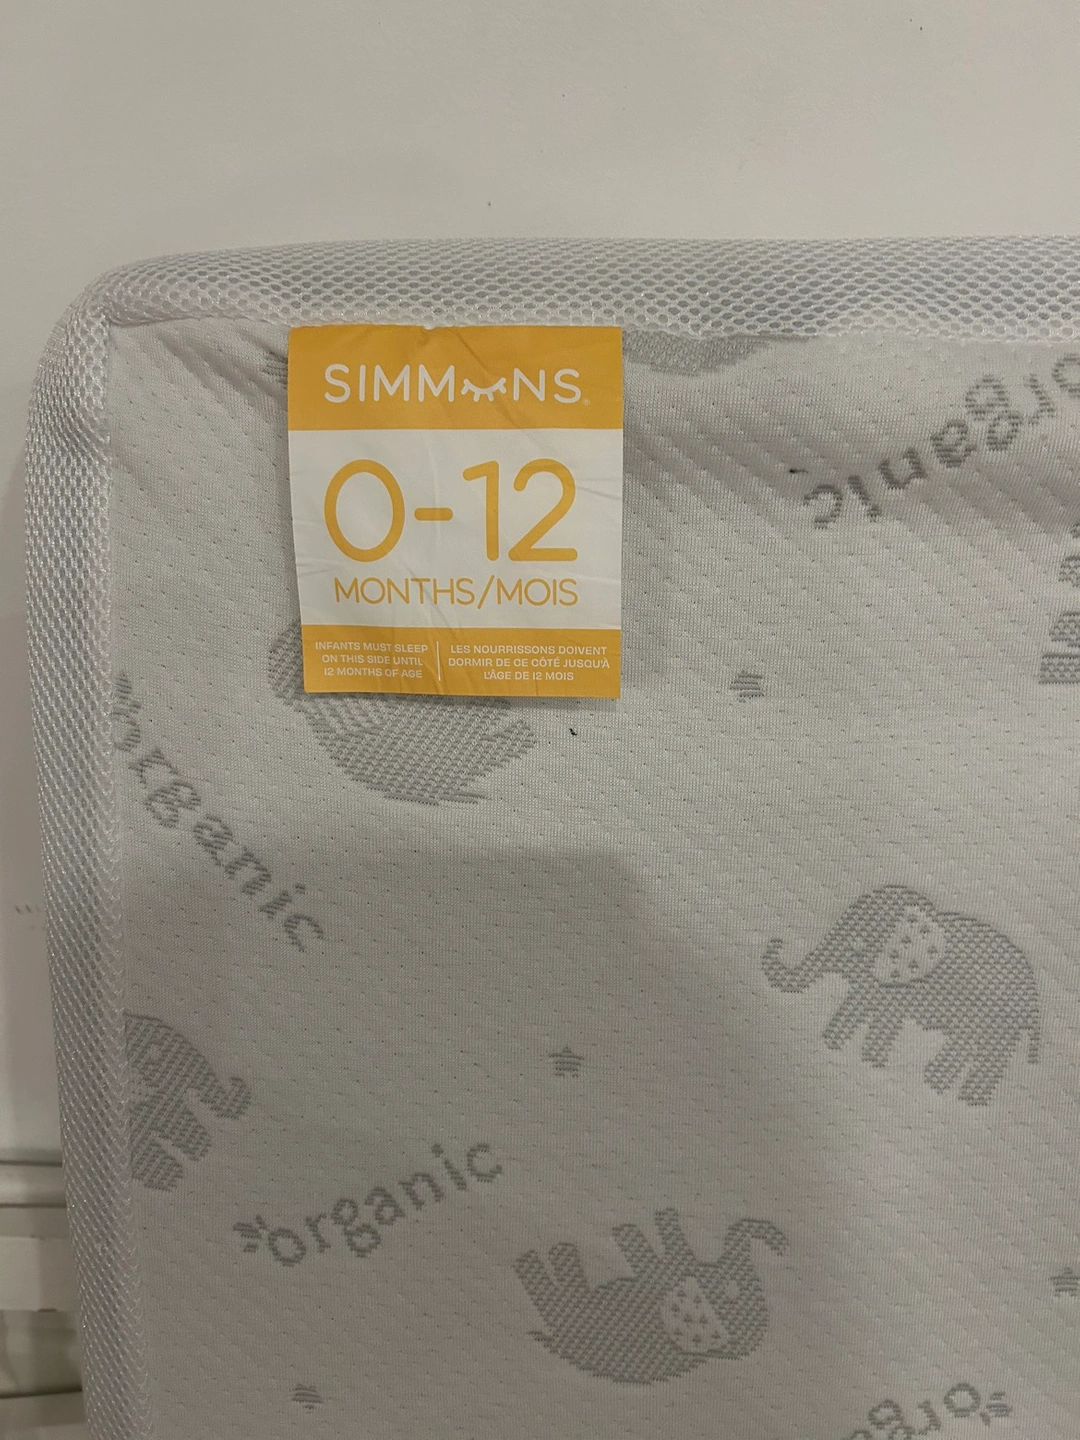 SIMMONS®
0-12
MONTHS/MOIS
INFANTS MUST SLEEP
ON THIS SIDE UNTIL
12 MONTHS OF AGE
LES NOURRISSONS DOIVENT
DORMIR DE CE CÔTÉ JUSQU'À
L'ÂGE DE 12 MOIS
organic
organic
organic